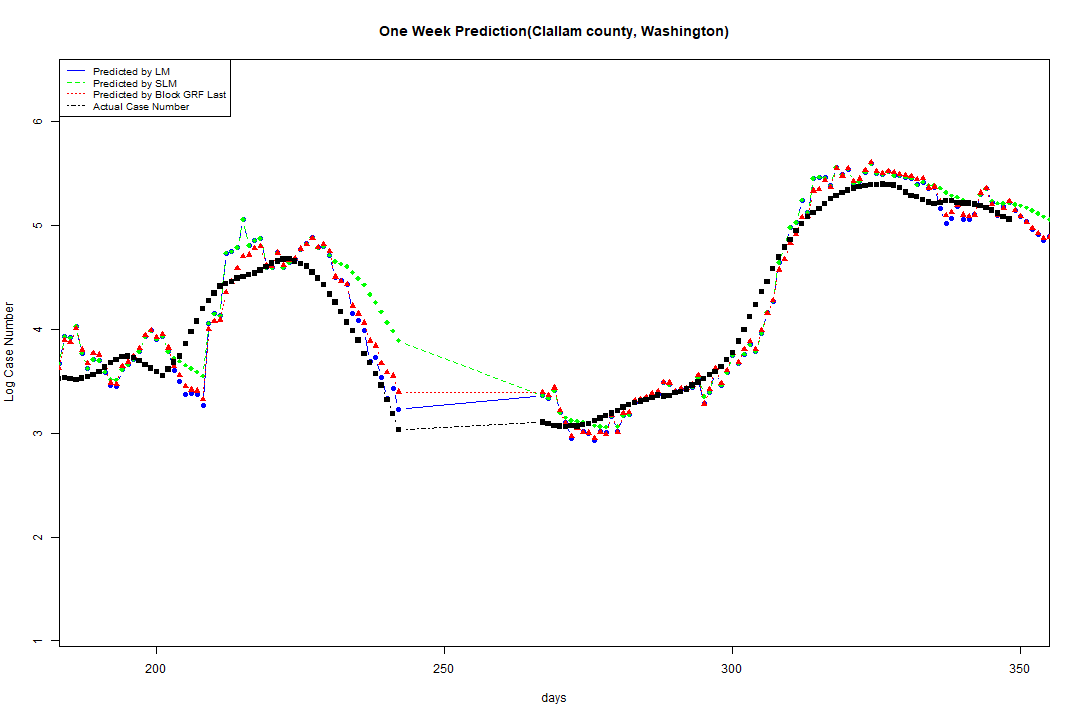 One Week Prediction(Clallam county, Washington)
Predicted by LM
Predicted by SLM
Predicted by Block GRF Last
Actual Case Number
Log Case Number
6
5
4
3
2
1
200
250
300
350
days